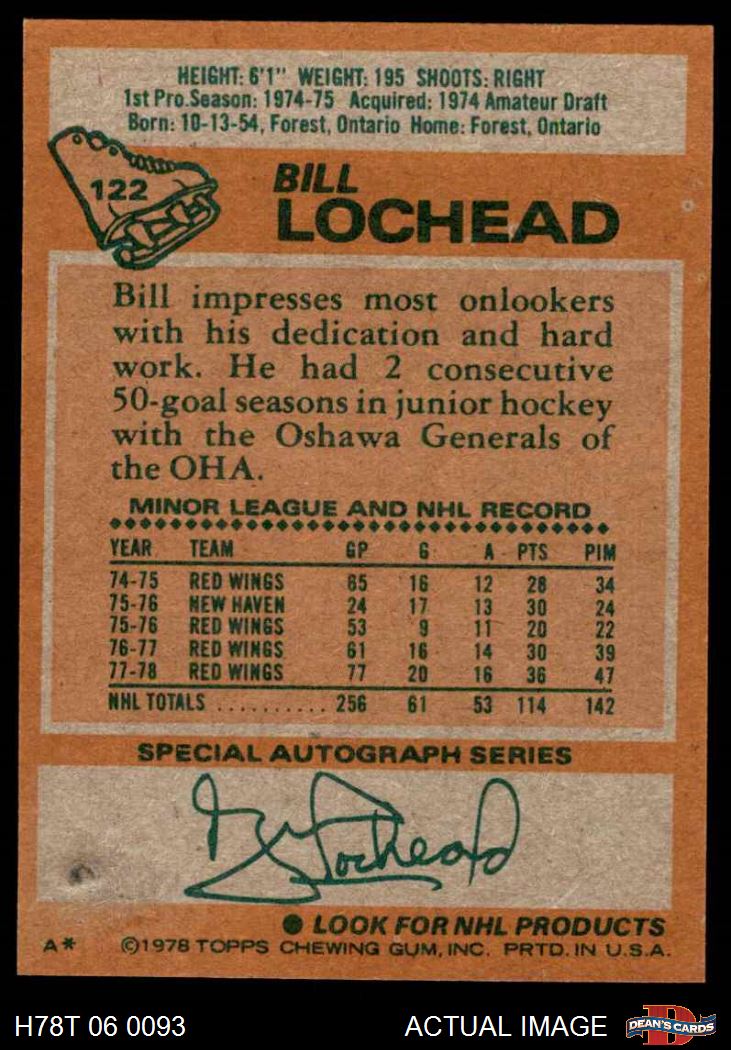 HEIGHT: 6'1" WEIGHT: 195 SHOOTS: RIGHT
1st Pro Season: 1974-75 Acquired: 1974 Amateur Draft
Born: 10-13-54, Forest, Ontario Home: Forest, Ontario
122
BILL
LOCHEAD
Bill impresses most onlookers
with his dedication and hard
work. He had 2 consecutive
50-goal seasons in junior hockey
with the Oshawa Generals of
the OHA.
MINOR LEAGUE AND NHL RECORD
YEAR TEAM GP G A PTS PIM
74-75 RED WINGS 65 16 12 28 34
75-76 NEW HAVEN 24 17 13 30 24
75-76 RED WINGS 53 9 11 20 22
76-77 RED WINGS 61 16 14 30 39
77-78 RED WINGS 77 20 16 36 47
NHL TOTALS .......... 256 61 53 114 142
SPECIAL AUTOGRAPH SERIES
Bill Lochead
● LOOK FOR NHL PRODUCTS
A* ©1978 TOPPS CHEWING GUM, INC. PRTD. IN U.S.A.
H78T 06 0093 ACTUAL IMAGE D DEAN'S CARDS